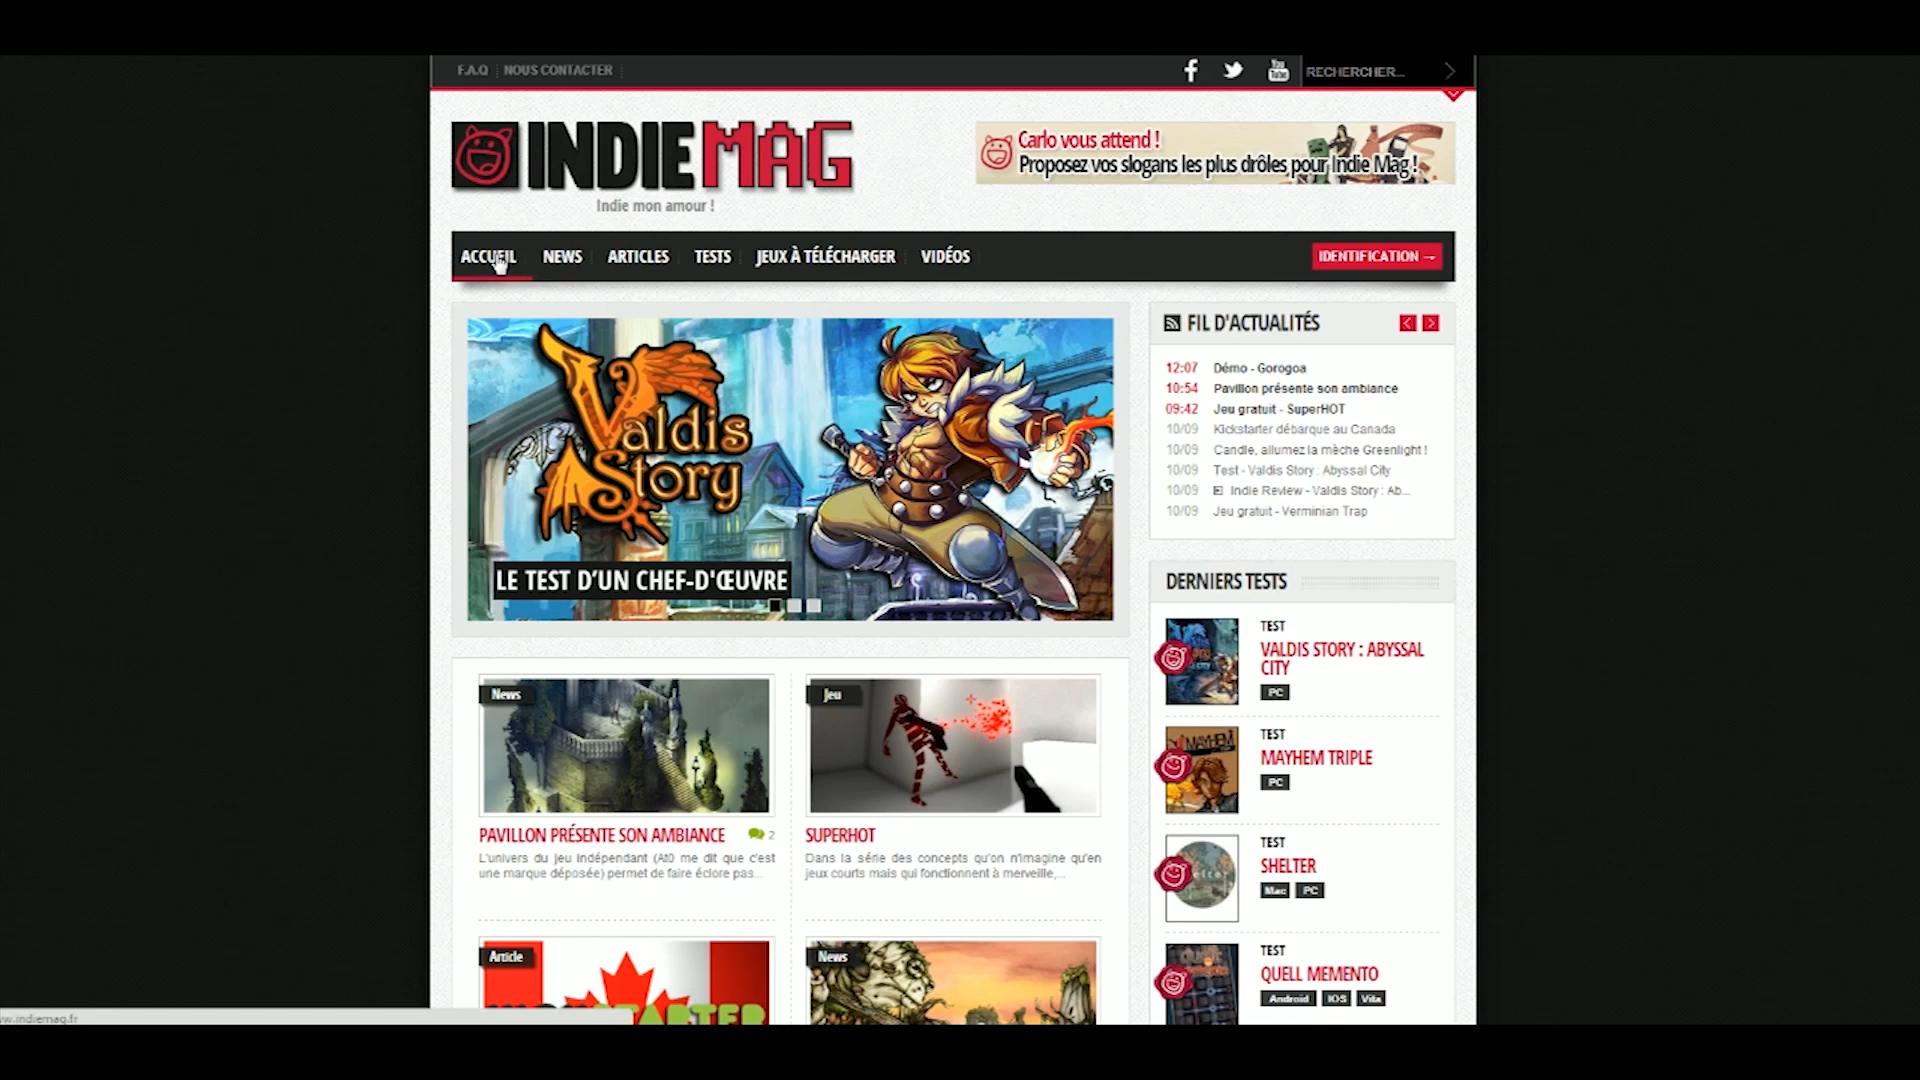 F.A.Q
NOUS CONTACTER
You
Tube
RECHERCHER...
INDIEMAG
Indie mon amour !
Carlo vous attend !
Proposez vos slogans les plus drôles pour Indie Mag !
ACCUEIL
NEWS
ARTICLES
TESTS
JEUX À TÉLÉCHARGER
VIDÉOS
IDENTIFICATION →
Valdis
Story
LE TEST D’UN CHEF-D'ŒUVRE
FIL D'ACTUALITÉS
12:07 Démo - Gorogoa
10:54 Pavillon présente son ambiance
09:42 Jeu gratuit - SuperHOT
10/09 Kickstarter débarque au Canada
10/09 Candle, allumez la mèche Greenlight !
10/09 Test - Valdis Story : Abyssal City
10/09 Indie Review - Valdis Story : Ab...
10/09 Jeu gratuit - Verminian Trap
DERNIERS TESTS
TEST
VALDIS STORY : ABYSSAL
CITY
PC
MAYHEM
TEST
MAYHEM TRIPLE
PC
TEST
SHELTER
Mac PC
TEST
QUELL MEMENTO
Android IOS Vita
News
PAVILLON PRÉSENTE SON AMBIANCE
2
L'univers du jeu indépendant (At0 me dit que c'est
une marque déposée) permet de faire éclore pas...
Jeu
SUPERHOT
Dans la série des concepts qu'on n'imagine qu'en
jeux courts mais qui fonctionnent à merveille,...
Article
News
w.indiemag.fr